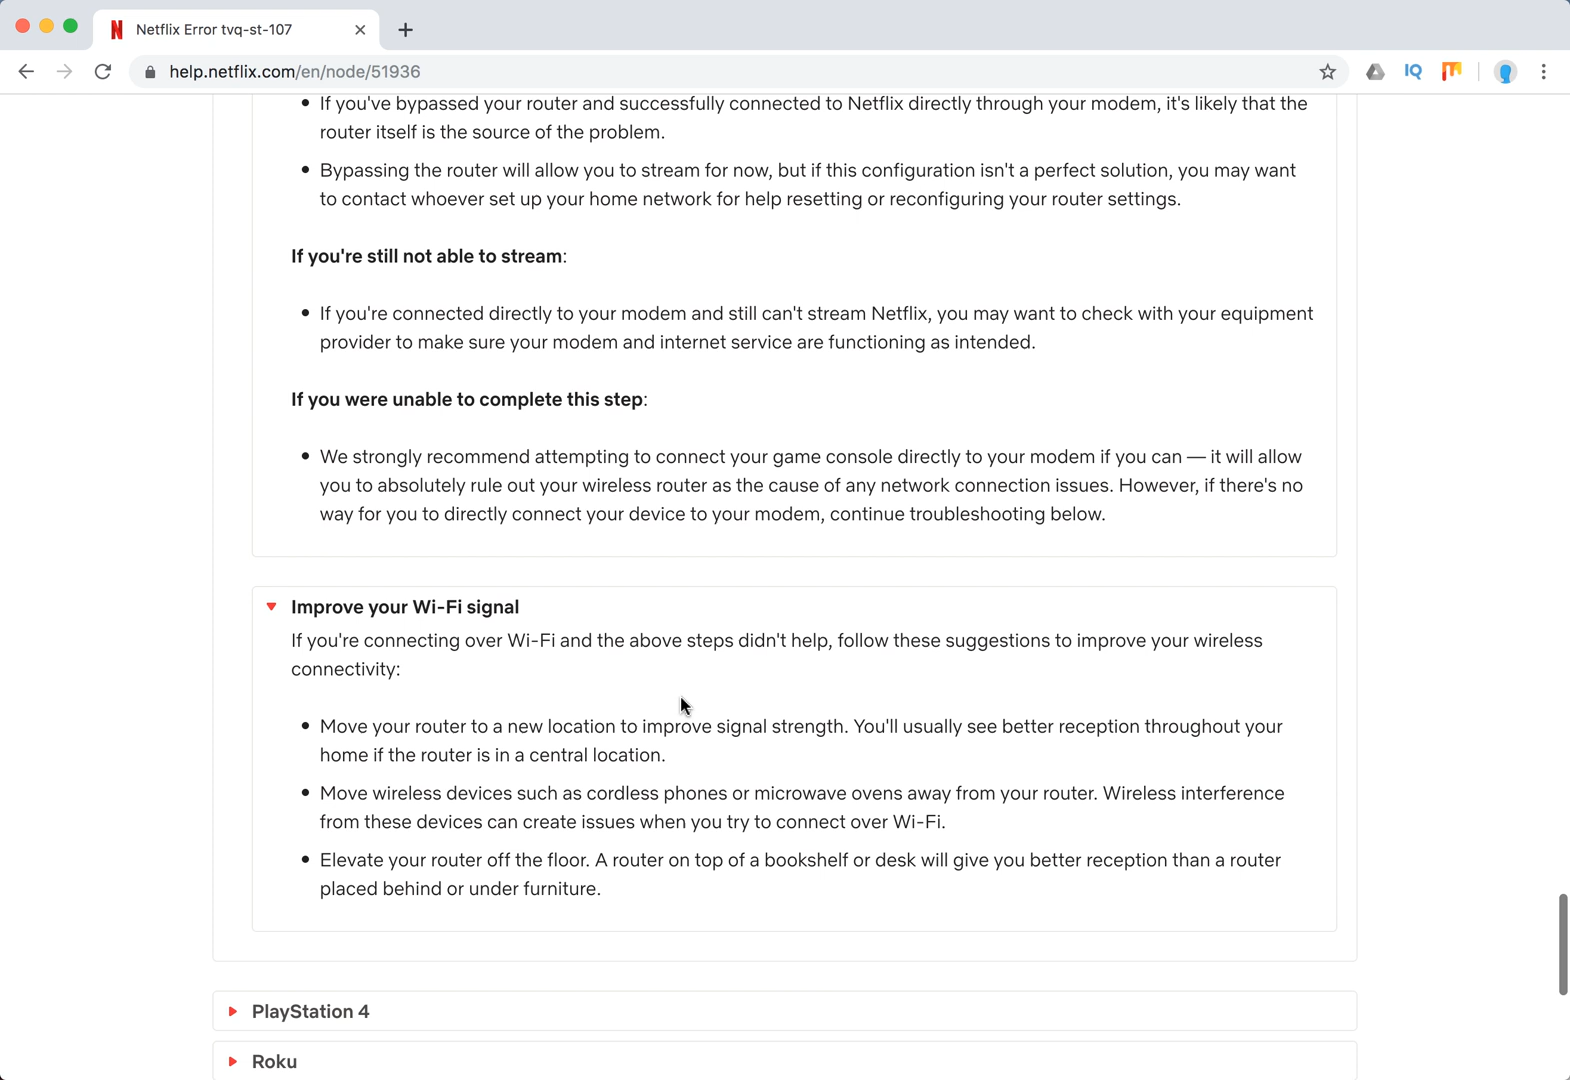 Netflix Error tvq-st-107
help.netflix.com/en/node/51936
IQ
• If you've bypassed your router and successfully connected to Netflix directly through your modem, it's likely that the
router itself is the source of the problem.
• Bypassing the router will allow you to stream for now, but if this configuration isn't a perfect solution, you may want
to contact whoever set up your home network for help resetting or reconfiguring your router settings.
If you're still not able to stream:
• If you're connected directly to your modem and still can't stream Netflix, you may want to check with your equipment
provider to make sure your modem and internet service are functioning as intended.
If you were unable to complete this step:
• We strongly recommend attempting to connect your game console directly to your modem if you can — it will allow
you to absolutely rule out your wireless router as the cause of any network connection issues. However, if there's no
way for you to directly connect your device to your modem, continue troubleshooting below.
Improve your Wi-Fi signal
If you're connecting over Wi-Fi and the above steps didn't help, follow these suggestions to improve your wireless
connectivity:
• Move your router to a new location to improve signal strength. You'll usually see better reception throughout your
home if the router is in a central location.
• Move wireless devices such as cordless phones or microwave ovens away from your router. Wireless interference
from these devices can create issues when you try to connect over Wi-Fi.
• Elevate your router off the floor. A router on top of a bookshelf or desk will give you better reception than a router
placed behind or under furniture.
PlayStation 4
Roku